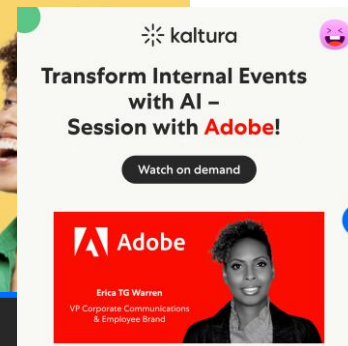 kaltura
Transform Internal Events
with AI –
Session with Adobe!
Watch on demand
Adobe
Erica TG Warren
VP Corporate Communications
& Employee Brand